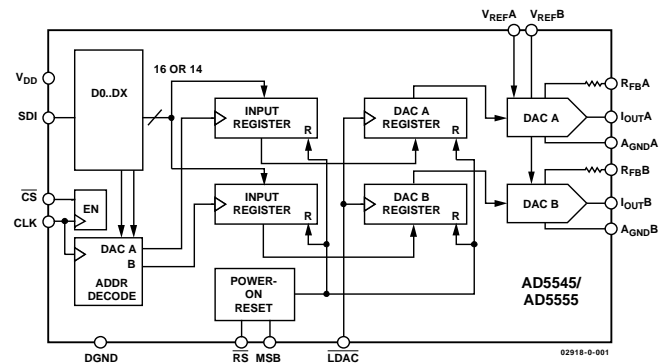 VREFA VREFB
VDD
SDI
D0..DX
16 OR 14
INPUT
REGISTER
R
DAC A
REGISTER
R
DAC A
RFBA
IOUTA
AGNDA
CS
CLK
EN
INPUT
REGISTER
R
DAC B
REGISTER
R
DAC B
RFBB
IOUTB
AGNDB
DAC A
B
ADDR
DECODE
POWER-
ON
RESET
AD5545/
AD5555
DGND
RS MSB
LDAC
02918-0-001